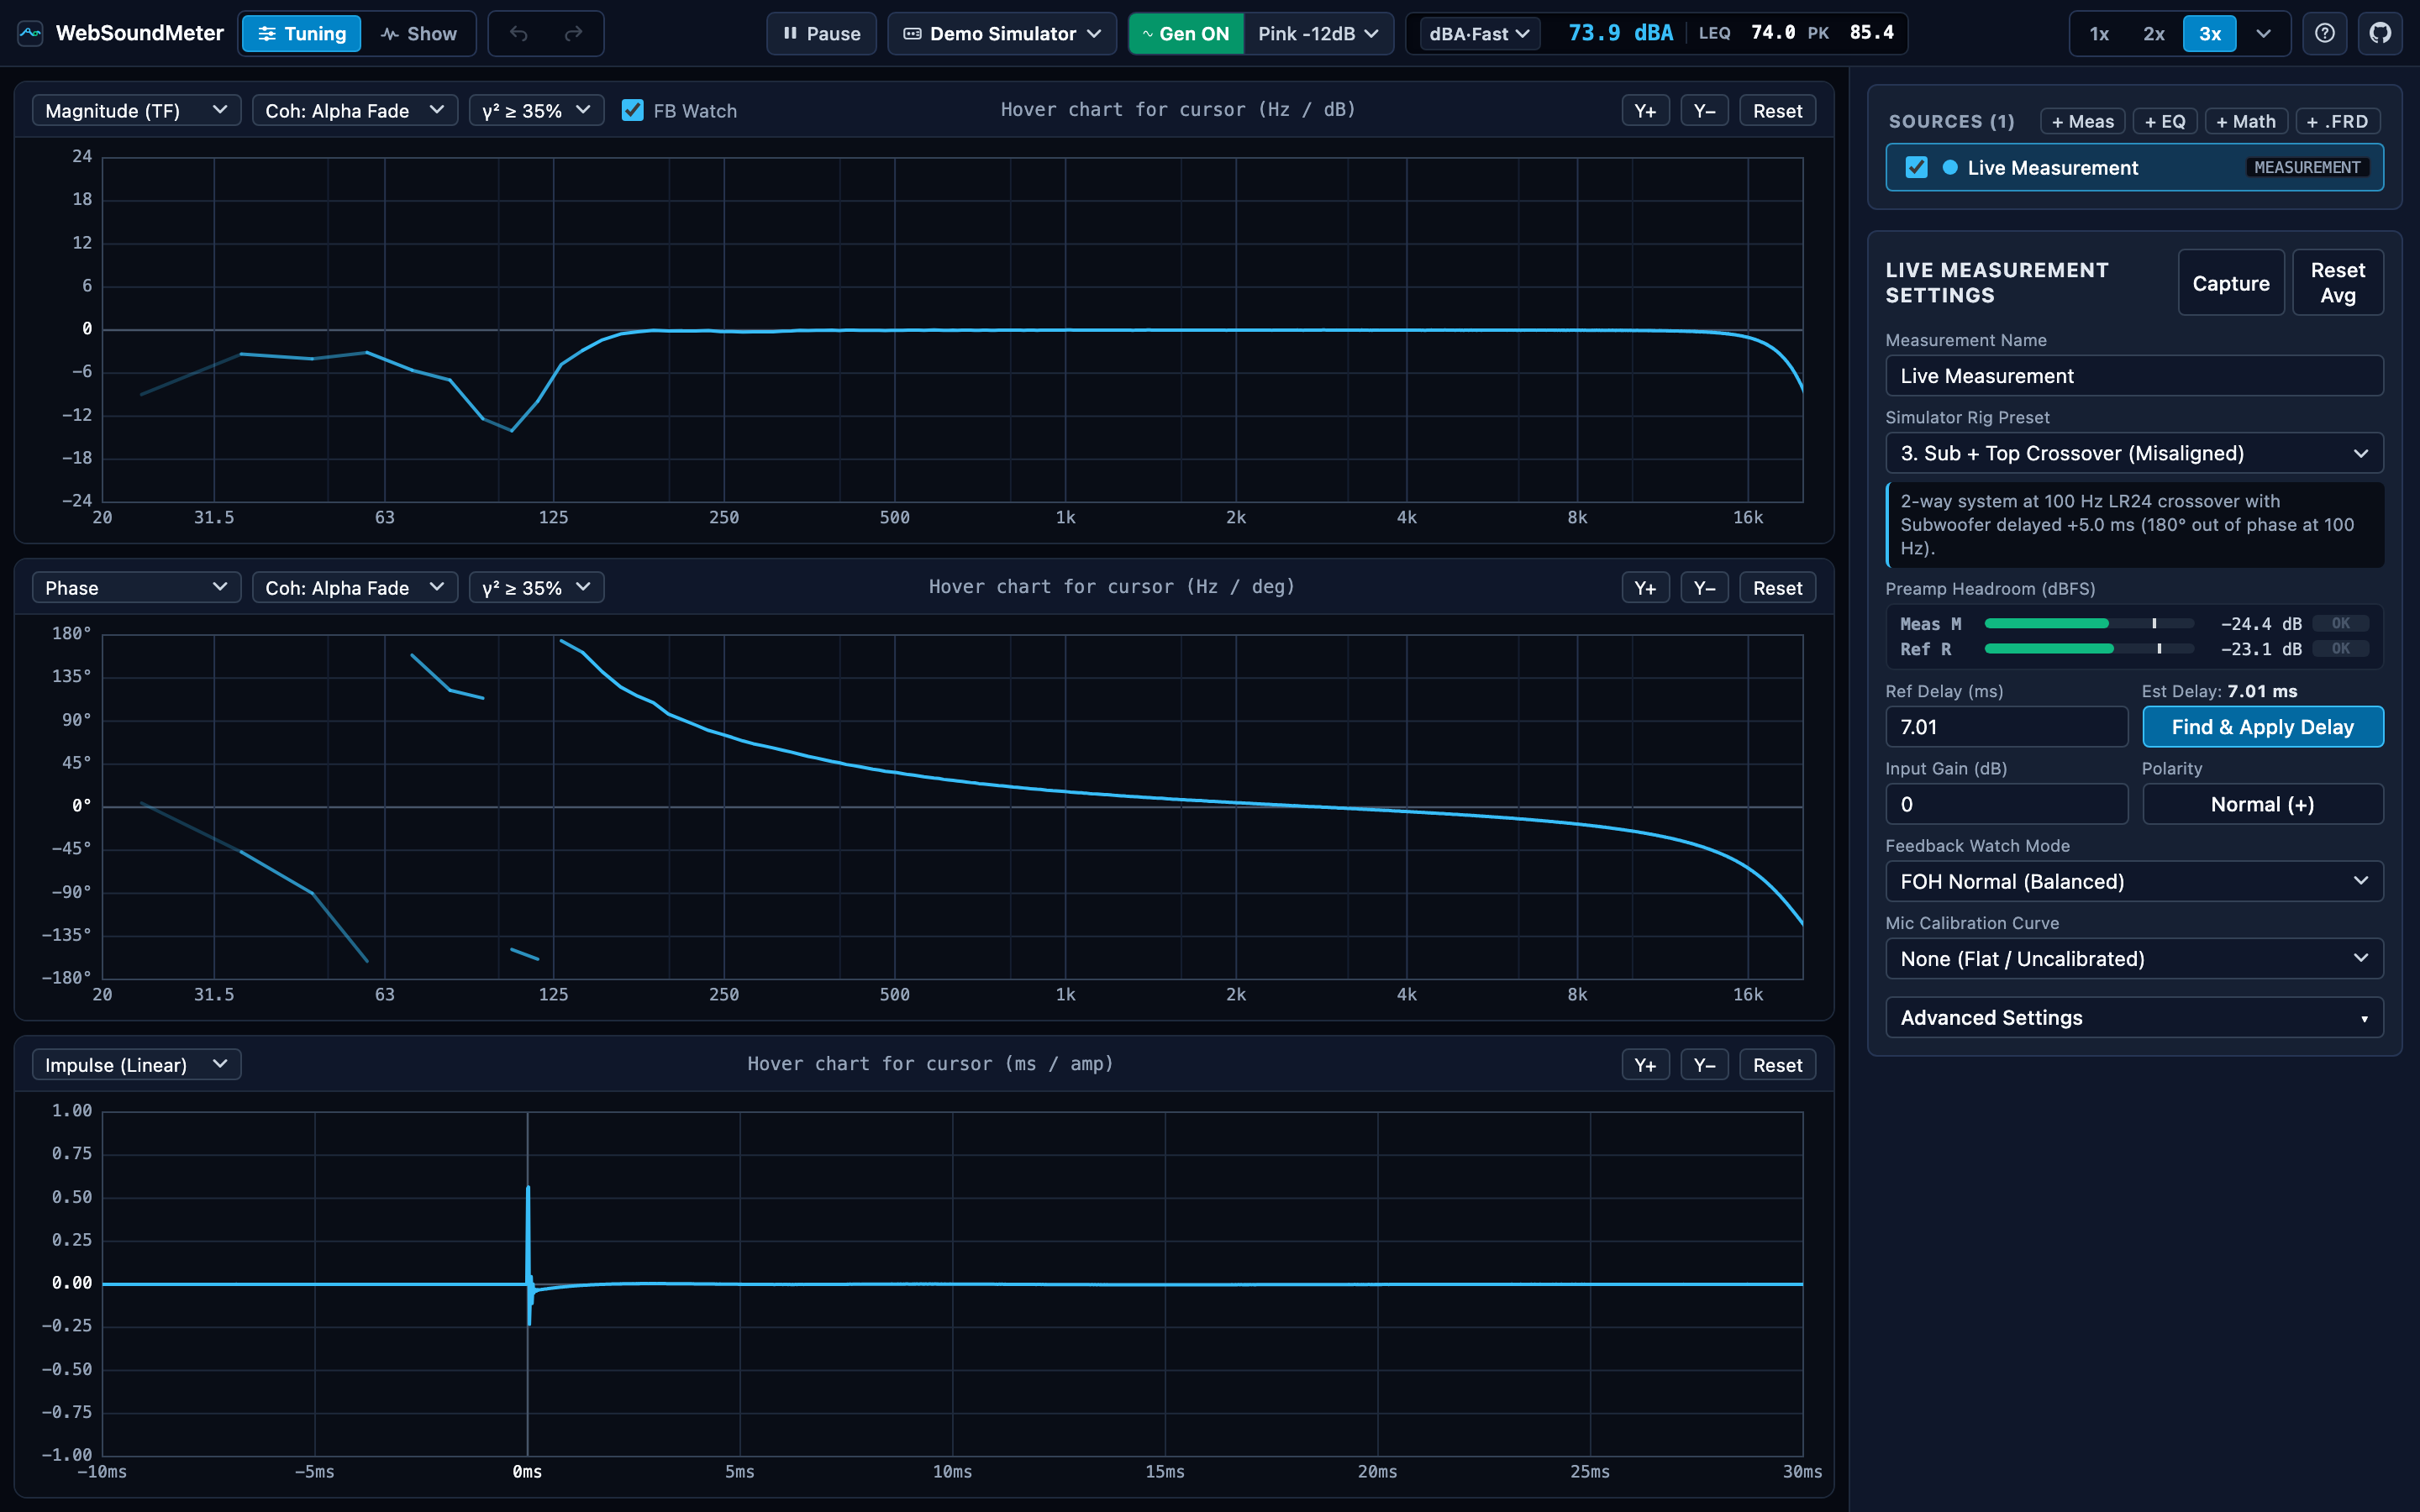 WebSoundMeter Tuning Show Pause Demo Simulator ~ Gen ON Pink -12dB dBA·Fast 73.9 dBA LEQ 74.0 PK 85.4 1x 2x 3x ?
Magnitude (TF) Coh: Alpha Fade γ² ≥ 35% FB Watch Hover chart for cursor (Hz / dB) Y+ Y− Reset
24
18
12
6
0
−6
−12
−18
−24
20 31.5 63 125 250 500 1k 2k 4k 8k 16k
Phase Coh: Alpha Fade γ² ≥ 35% Hover chart for cursor (Hz / deg) Y+ Y− Reset
180°
135°
90°
45°
0°
−45°
−90°
−135°
−180°
20 31.5 63 125 250 500 1k 2k 4k 8k 16k
Impulse (Linear) Hover chart for cursor (ms / amp) Y+ Y− Reset
1.00
0.75
0.50
0.25
0.00
−0.25
−0.50
−0.75
−1.00
−10ms −5ms 0ms 5ms 10ms 15ms 20ms 25ms 30ms
SOURCES (1) + Meas + EQ + Math + .FRD
Live Measurement MEASUREMENT
LIVE MEASUREMENT SETTINGS
Capture
Reset Avg
Measurement Name
Live Measurement
Simulator Rig Preset
3. Sub + Top Crossover (Misaligned)
2-way system at 100 Hz LR24 crossover with
Subwoofer delayed +5.0 ms (180° out of phase at 100
Hz).
Preamp Headroom (dBFS)
Meas M −24.4 dB OK
Ref R −23.1 dB OK
Ref Delay (ms) Est Delay: 7.01 ms
7.01 Find & Apply Delay
Input Gain (dB) Polarity
0 Normal (+)
Feedback Watch Mode
FOH Normal (Balanced)
Mic Calibration Curve
None (Flat / Uncalibrated)
Advanced Settings